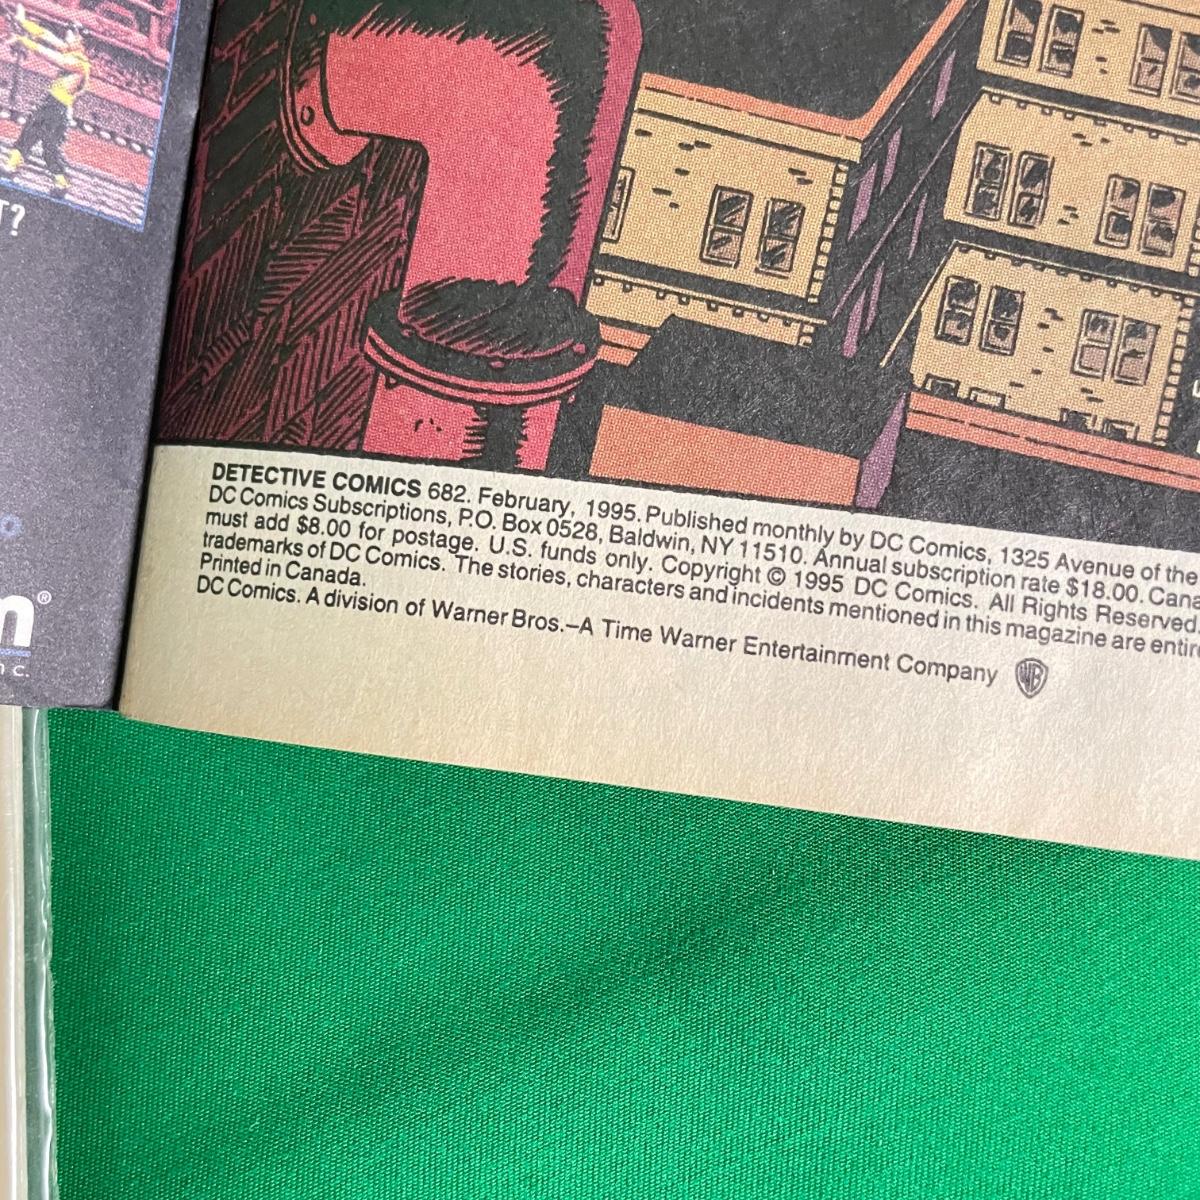 T?
o
n®
nc.
DETECTIVE COMICS 682. February, 1995. Published monthly by DC Comics, 1325 Avenue of the
DC Comics Subscriptions, P.O. Box 0528, Baldwin, NY 11510. Annual subscription rate $18.00. Cana
must add $8.00 for postage. U.S. funds only. Copyright © 1995 DC Comics. All Rights Reserved.
trademarks of DC Comics. The stories, characters and incidents mentioned in this magazine are entire
Printed in Canada.
DC Comics. A division of Warner Bros.–A Time Warner Entertainment Company WB